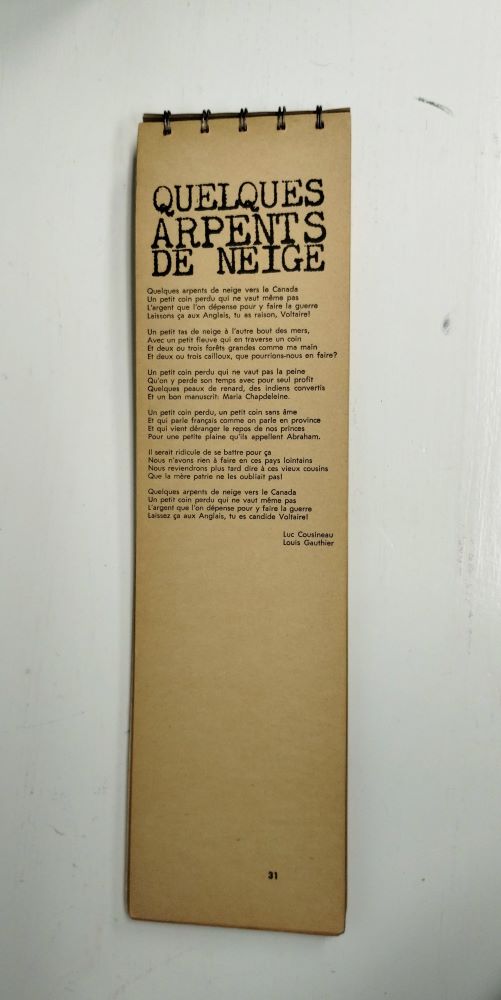 QUELQUES
ARPENTS
DE NEIGE
Quelques arpents de neige vers le Canada
Un petit coin perdu qui ne vaut même pas
L'argent que l'on dépense pour y faire la guerre
Laissons ça aux Anglais, tu as raison, Voltaire!
Un petit tas de neige à l'autre bout des mers,
Avec un petit fleuve qui en traverse un coin
Et deux ou trois forêts grandes comme ma main
Et deux ou trois cailloux, que pourrions-nous en faire?
Un petit coin perdu qui ne vaut pas la peine
Qu'on y perde son temps avec pour seul profit
Quelques peaux de renard, des indiens convertis
Et un bon manuscrit: Maria Chapdeleine.
Un petit coin perdu, un petit coin sans âme
Et qui parle français comme on parle en province
Et qui vient déranger le repos de nos princes
Pour une petite plaine qu'ils appellent Abraham.
Il serait ridicule de se battre pour ça
Nous n'avons rien à faire en ces pays lointains
Nous reviendrons plus tard dire à ces vieux cousins
Que la mère patrie ne les oubliait pas!
Quelques arpents de neige vers le Canada
Un petit coin perdu qui ne vaut même pas
L'argent que l'on dépense pour y faire la guerre
Laissez ça aux Anglais, tu es candide Voltaire!
Luc Cousineau
Louis Gauthier
31